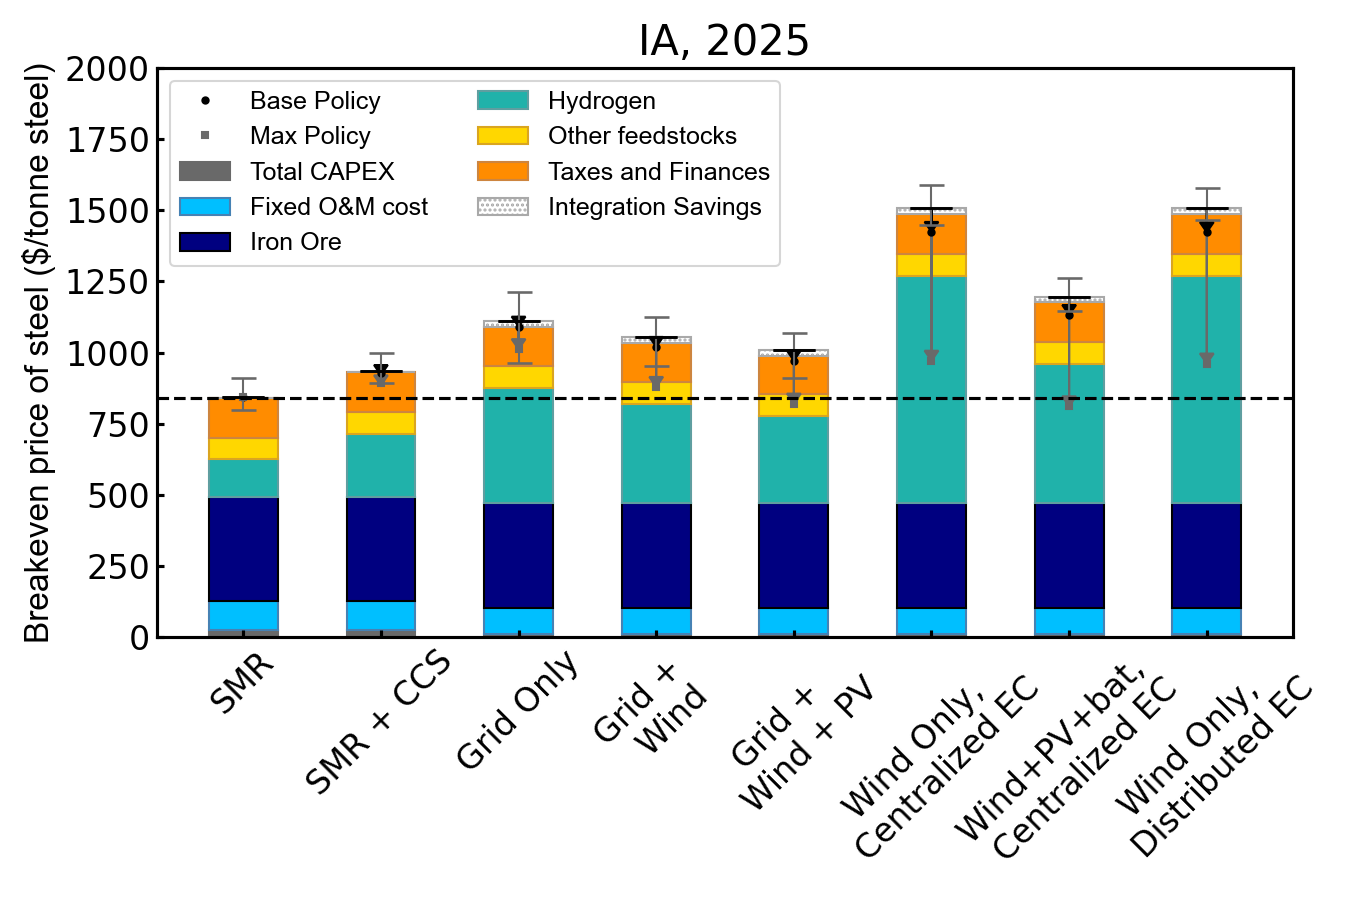 IA, 2025
Breakeven price of steel ($/tonne steel)
2000
1750
1500
1250
1000
750
500
250
0
Base Policy
Max Policy
Total CAPEX
Fixed O&M cost
Iron Ore
Hydrogen
Other feedstocks
Taxes and Finances
Integration Savings
SMR
SMR + CCS
Grid Only
Grid +
Wind
Grid +
Wind + PV
Wind Only,
Centralized EC
Wind+PV+bat,
Centralized EC
Wind Only,
Distributed EC